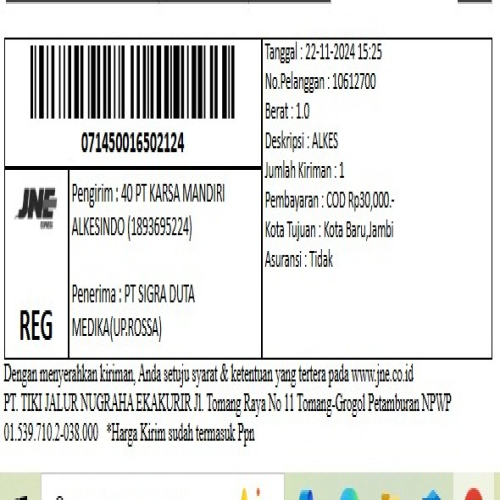 071450016502124
JNE
EXPRESS
REG
Pengirim : 40 PT KARSA MANDIRI
ALKESINDO (1893695224)
Penerima : PT SIGRA DUTA
MEDIKA(UP.ROSSA)
Tanggal : 22-11-2024 15:25
No.Pelanggan : 10612700
Berat : 1.0
Deskripsi : ALKES
Jumlah Kiriman : 1
Pembayaran : COD Rp30,000.-
Kota Tujuan : Kota Baru,Jambi
Asuransi : Tidak
Dengan menyerahkan kiriman, Anda setuju syarat & ketentuan yang tertera pada www.jne.co.id
PT. TIKI JALUR NUGRAHA EKAKURIR Jl. Tomang Raya No 11 Tomang-Grogol Petamburan NPWP
01.539.710.2-038.000 *Harga Kirim sudah termasuk Ppn